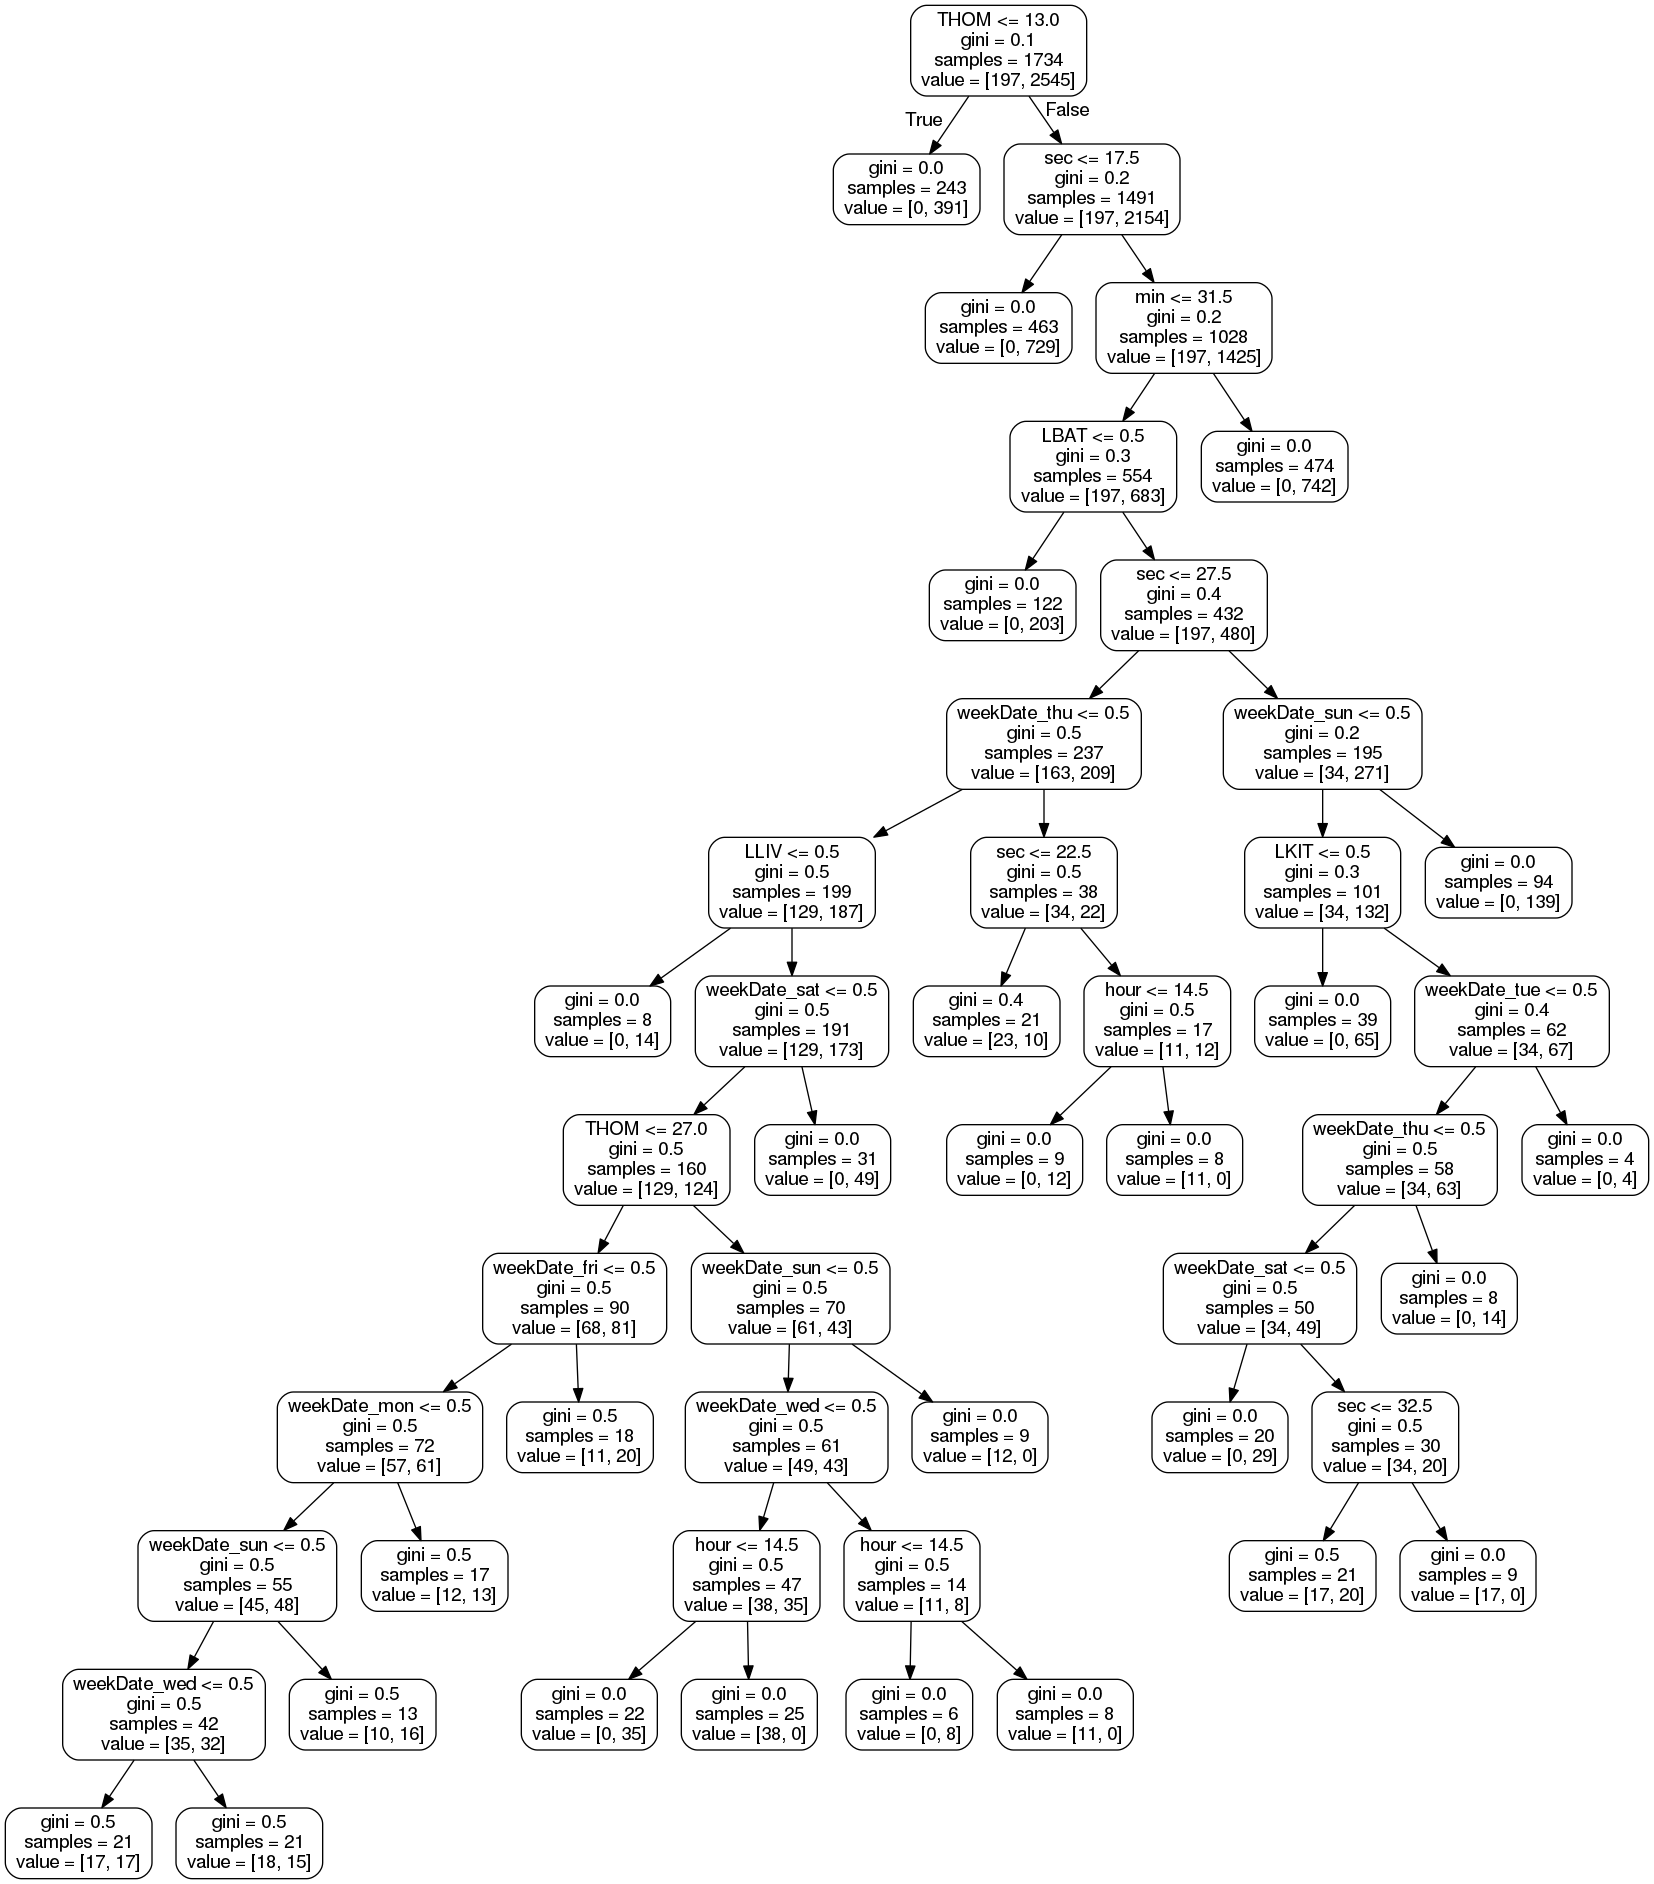 THOM <= 13.0
gini = 0.1
samples = 1734
value = [197, 2545]
True
False
gini = 0.0
samples = 243
value = [0, 391]
sec <= 17.5
gini = 0.2
samples = 1491
value = [197, 2154]
gini = 0.0
samples = 463
value = [0, 729]
min <= 31.5
gini = 0.2
samples = 1028
value = [197, 1425]
LBAT <= 0.5
gini = 0.3
samples = 554
value = [197, 683]
gini = 0.0
samples = 474
value = [0, 742]
gini = 0.0
samples = 122
value = [0, 203]
sec <= 27.5
gini = 0.4
samples = 432
value = [197, 480]
weekDate_thu <= 0.5
gini = 0.5
samples = 237
value = [163, 209]
weekDate_sun <= 0.5
gini = 0.2
samples = 195
value = [34, 271]
LLIV <= 0.5
gini = 0.5
samples = 199
value = [129, 187]
sec <= 22.5
gini = 0.5
samples = 38
value = [34, 22]
LKIT <= 0.5
gini = 0.3
samples = 101
value = [34, 132]
gini = 0.0
samples = 94
value = [0, 139]
gini = 0.0
samples = 8
value = [0, 14]
weekDate_sat <= 0.5
gini = 0.5
samples = 191
value = [129, 173]
gini = 0.4
samples = 21
value = [23, 10]
hour <= 14.5
gini = 0.5
samples = 17
value = [11, 12]
gini = 0.0
samples = 39
value = [0, 65]
weekDate_tue <= 0.5
gini = 0.4
samples = 62
value = [34, 67]
THOM <= 27.0
gini = 0.5
samples = 160
value = [129, 124]
gini = 0.0
samples = 31
value = [0, 49]
gini = 0.0
samples = 9
value = [0, 12]
gini = 0.0
samples = 8
value = [11, 0]
weekDate_thu <= 0.5
gini = 0.5
samples = 58
value = [34, 63]
gini = 0.0
samples = 4
value = [0, 4]
weekDate_fri <= 0.5
gini = 0.5
samples = 90
value = [68, 81]
weekDate_sun <= 0.5
gini = 0.5
samples = 70
value = [61, 43]
weekDate_sat <= 0.5
gini = 0.5
samples = 50
value = [34, 49]
gini = 0.0
samples = 8
value = [0, 14]
weekDate_mon <= 0.5
gini = 0.5
samples = 72
value = [57, 61]
gini = 0.5
samples = 18
value = [11, 20]
weekDate_wed <= 0.5
gini = 0.5
samples = 61
value = [49, 43]
gini = 0.0
samples = 9
value = [12, 0]
gini = 0.0
samples = 20
value = [0, 29]
sec <= 32.5
gini = 0.5
samples = 30
value = [34, 20]
weekDate_sun <= 0.5
gini = 0.5
samples = 55
value = [45, 48]
gini = 0.5
samples = 17
value = [12, 13]
hour <= 14.5
gini = 0.5
samples = 47
value = [38, 35]
hour <= 14.5
gini = 0.5
samples = 14
value = [11, 8]
gini = 0.5
samples = 21
value = [17, 20]
gini = 0.0
samples = 9
value = [17, 0]
weekDate_wed <= 0.5
gini = 0.5
samples = 42
value = [35, 32]
gini = 0.5
samples = 13
value = [10, 16]
gini = 0.0
samples = 22
value = [0, 35]
gini = 0.0
samples = 25
value = [38, 0]
gini = 0.0
samples = 6
value = [0, 8]
gini = 0.0
samples = 8
value = [11, 0]
gini = 0.5
samples = 21
value = [17, 17]
gini = 0.5
samples = 21
value = [18, 15]